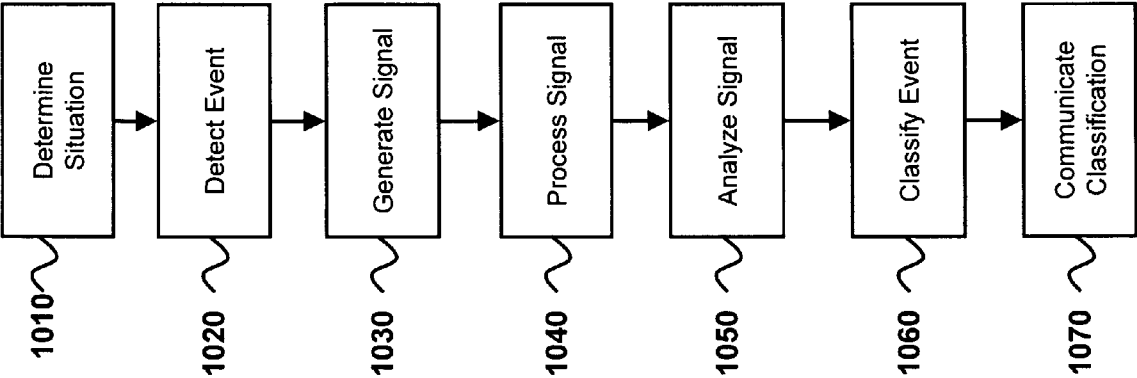 1010
Determine
Situation
1020
Detect Event
1030
Generate Signal
1040
Process Signal
1050
Analyze Signal
1060
Classify Event
1070
Communicate
Classification